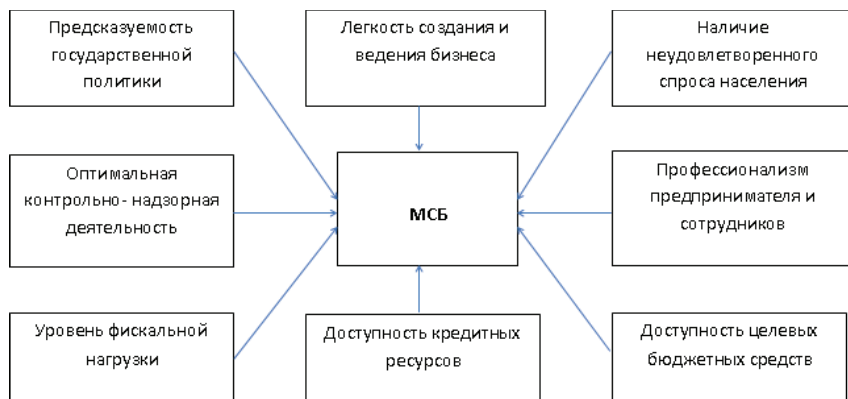 Предсказуемость
государственной
политики
Легкость создания и
ведения бизнеса
Наличие
неудовлетворенного
спроса населения
Оптимальная
контрольно- надзорная
деятельность
МСБ
Профессионализм
предпринимателя и
сотрудников
Уровень фискальной
нагрузки
Доступность кредитных
ресурсов
Доступность целевых
бюджетных средств